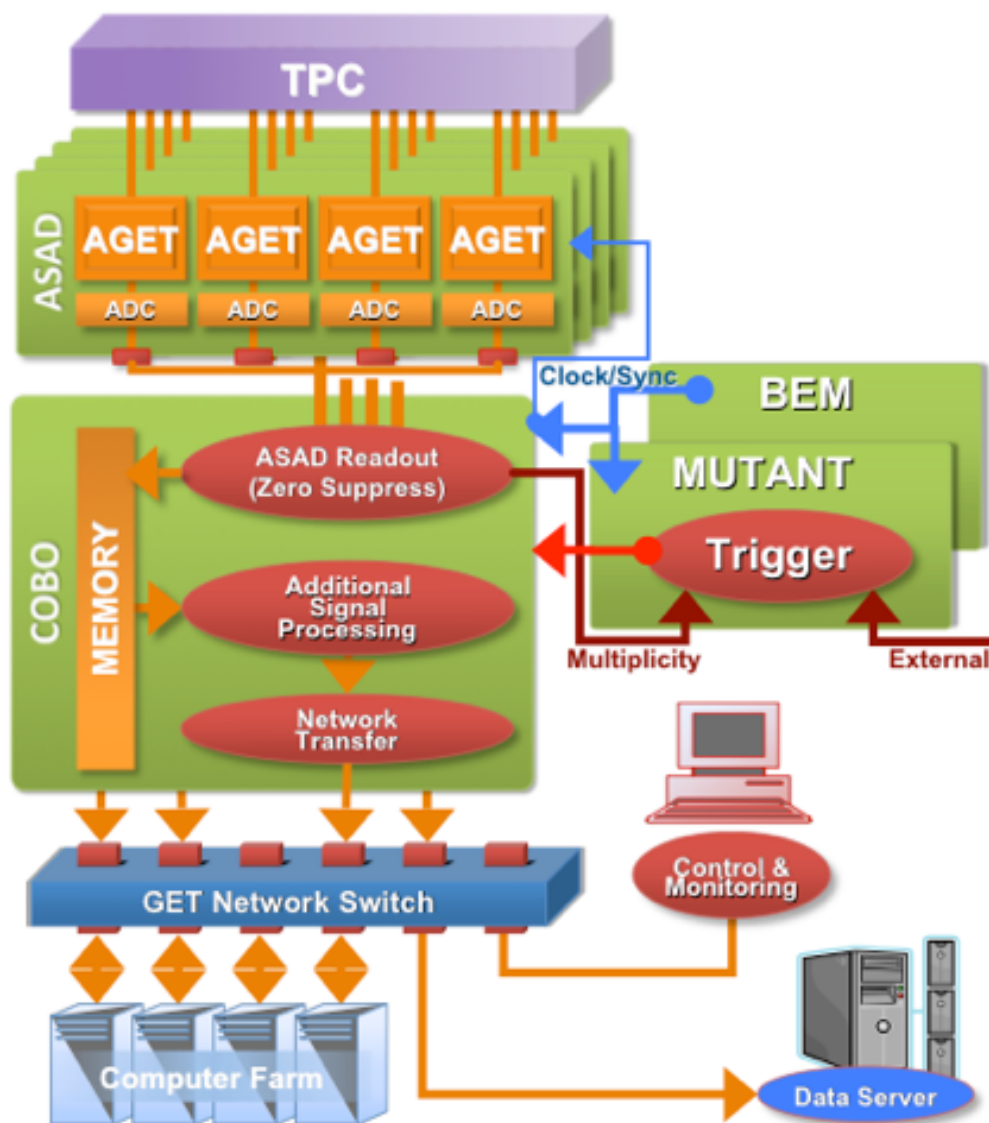 TPC
ASAD
AGET AGET AGET AGET
ADC ADC ADC ADC
Clock/Sync
BEM
MUTANT
Trigger
Multiplicity
External
COBO
MEMORY
ASAD Readout
(Zero Suppress)
Additional
Signal
Processing
Network
Transfer
Control &
Monitoring
GET Network Switch
Computer Farm
Data Server